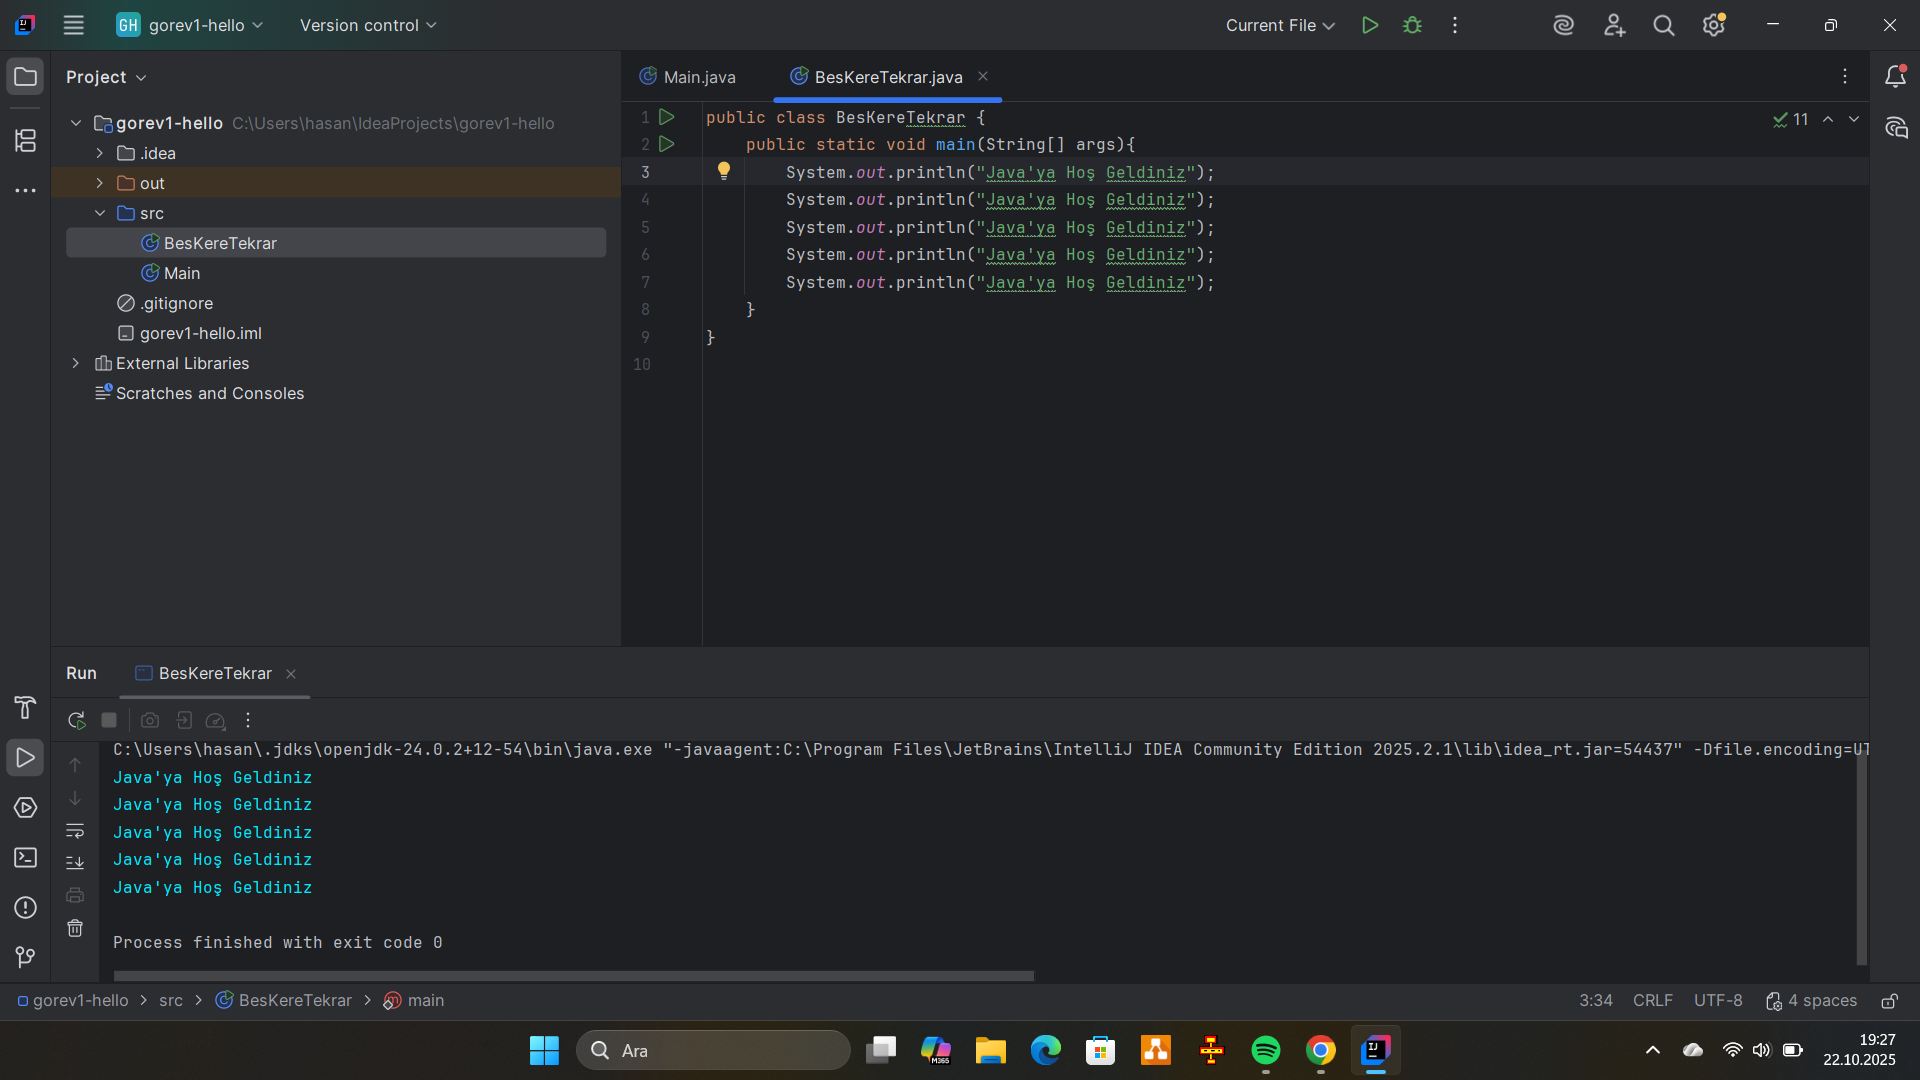 GH gorev1-hello Version control Current File
Project
gorev1-hello C:\Users\hasan\IdeaProjects\gorev1-hello
.idea
out
src
BesKereTekrar
Main
.gitignore
gorev1-hello.iml
External Libraries
Scratches and Consoles
Main.java BesKereTekrar.java
1 public class BesKereTekrar {
2 public static void main(String[] args){
3 System.out.println("Java'ya Hoş Geldiniz");
4 System.out.println("Java'ya Hoş Geldiniz");
5 System.out.println("Java'ya Hoş Geldiniz");
6 System.out.println("Java'ya Hoş Geldiniz");
7 System.out.println("Java'ya Hoş Geldiniz");
8 }
9 }
10
11
Run BesKereTekrar
C:\Users\hasan\.jdks\openjdk-24.0.2+12-54\bin\java.exe "-javaagent:C:\Program Files\JetBrains\IntelliJ IDEA Community Edition 2025.2.1\lib\idea_rt.jar=54437" -Dfile.encoding=UT
Java'ya Hoş Geldiniz
Java'ya Hoş Geldiniz
Java'ya Hoş Geldiniz
Java'ya Hoş Geldiniz
Java'ya Hoş Geldiniz
Process finished with exit code 0
gorev1-hello > src > BesKereTekrar > main 3:34 CRLF UTF-8 4 spaces
Ara
19:27
22.10.2025